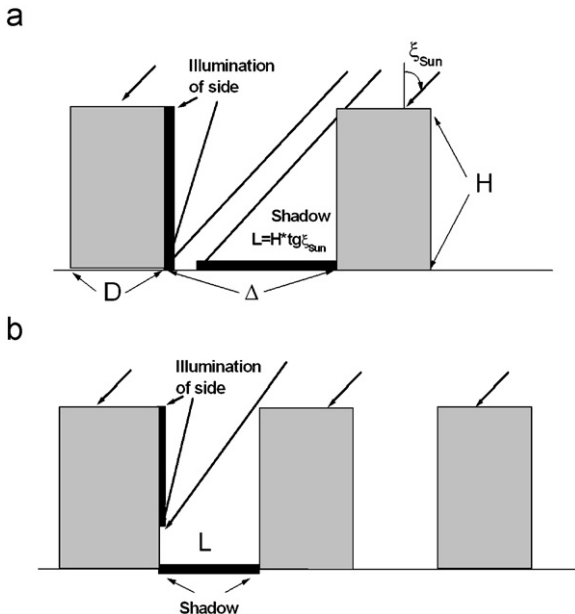 a
ξSun
Illumination
of side
H
Shadow
L=H*tgξSun
D
Δ
b
Illumination
of side
L
Shadow